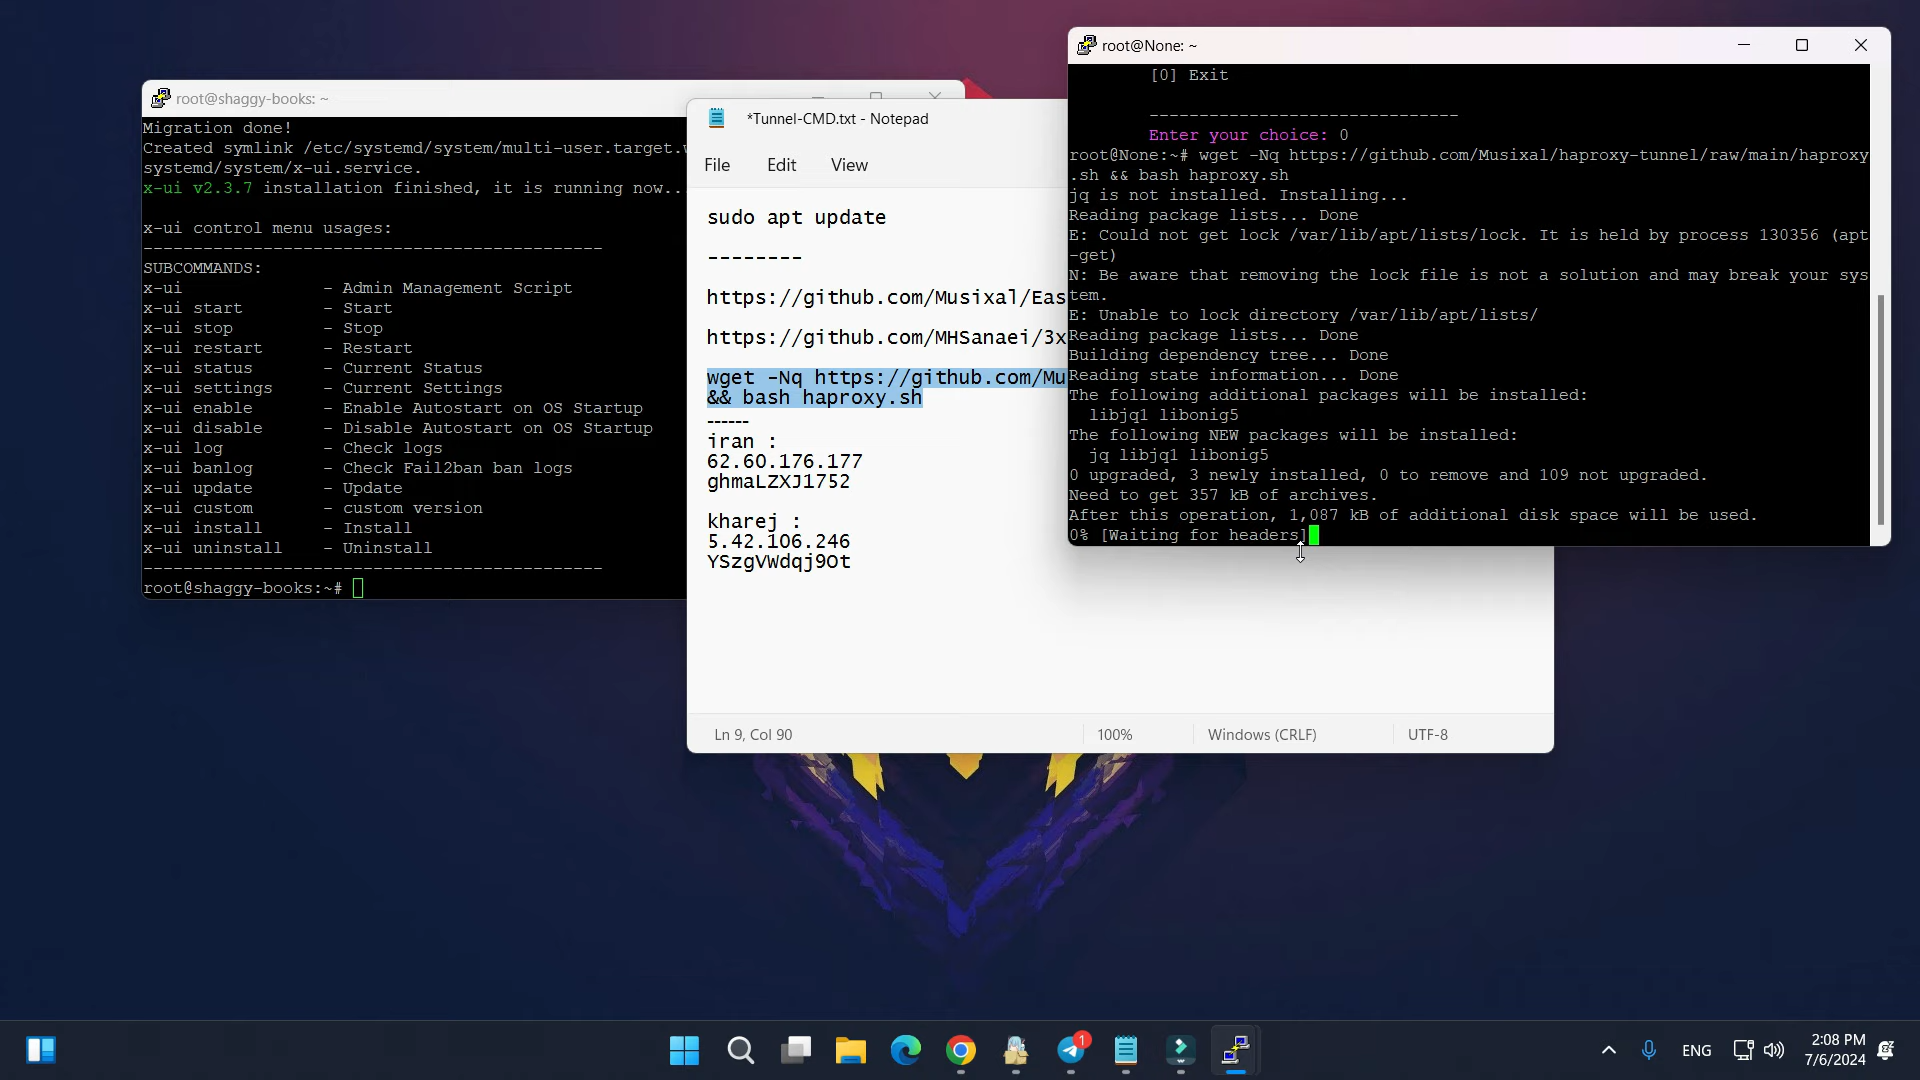 root@shaggy-books: ~
Migration done!
Created symlink /etc/systemd/system/multi-user.target.w
systemd/system/x-ui.service.
x-ui v2.3.7 installation finished, it is running now...
x-ui control menu usages:
----------------------------------------------
SUBCOMMANDS:
x-ui - Admin Management Script
x-ui start - Start
x-ui stop - Stop
x-ui restart - Restart
x-ui status - Current Status
x-ui settings - Current Settings
x-ui enable - Enable Autostart on OS Startup
x-ui disable - Disable Autostart on OS Startup
x-ui log - Check logs
x-ui banlog - Check Fail2ban ban logs
x-ui update - Update
x-ui custom - custom version
x-ui install - Install
x-ui uninstall - Uninstall
----------------------------------------------
root@shaggy-books:~#
*Tunnel-CMD.txt - Notepad
File Edit View
sudo apt update
--------
https://github.com/Musixal/Eas
https://github.com/MHSanaei/3x
wget -Nq https://github.com/Mu
&& bash haproxy.sh
------
iran :
62.60.176.177
ghmaLZXJ1752
kharej :
5.42.106.246
YSzgVWdqj9Ot
Ln 9, Col 90 100% Windows (CRLF) UTF-8
root@None: ~
[0] Exit
-------------------------------
Enter your choice: 0
root@None:~# wget -Nq https://github.com/Musixal/haproxy-tunnel/raw/main/haproxy
.sh && bash haproxy.sh
jq is not installed. Installing...
Reading package lists... Done
E: Could not get lock /var/lib/apt/lists/lock. It is held by process 130356 (apt
-get)
N: Be aware that removing the lock file is not a solution and may break your sys
tem.
E: Unable to lock directory /var/lib/apt/lists/
Reading package lists... Done
Building dependency tree... Done
Reading state information... Done
The following additional packages will be installed:
libjq1 libonig5
The following NEW packages will be installed:
jq libjq1 libonig5
0 upgraded, 3 newly installed, 0 to remove and 109 not upgraded.
Need to get 357 kB of archives.
After this operation, 1,087 kB of additional disk space will be used.
0% [Waiting for headers]
1
ENG
2:08 PM
7/6/2024